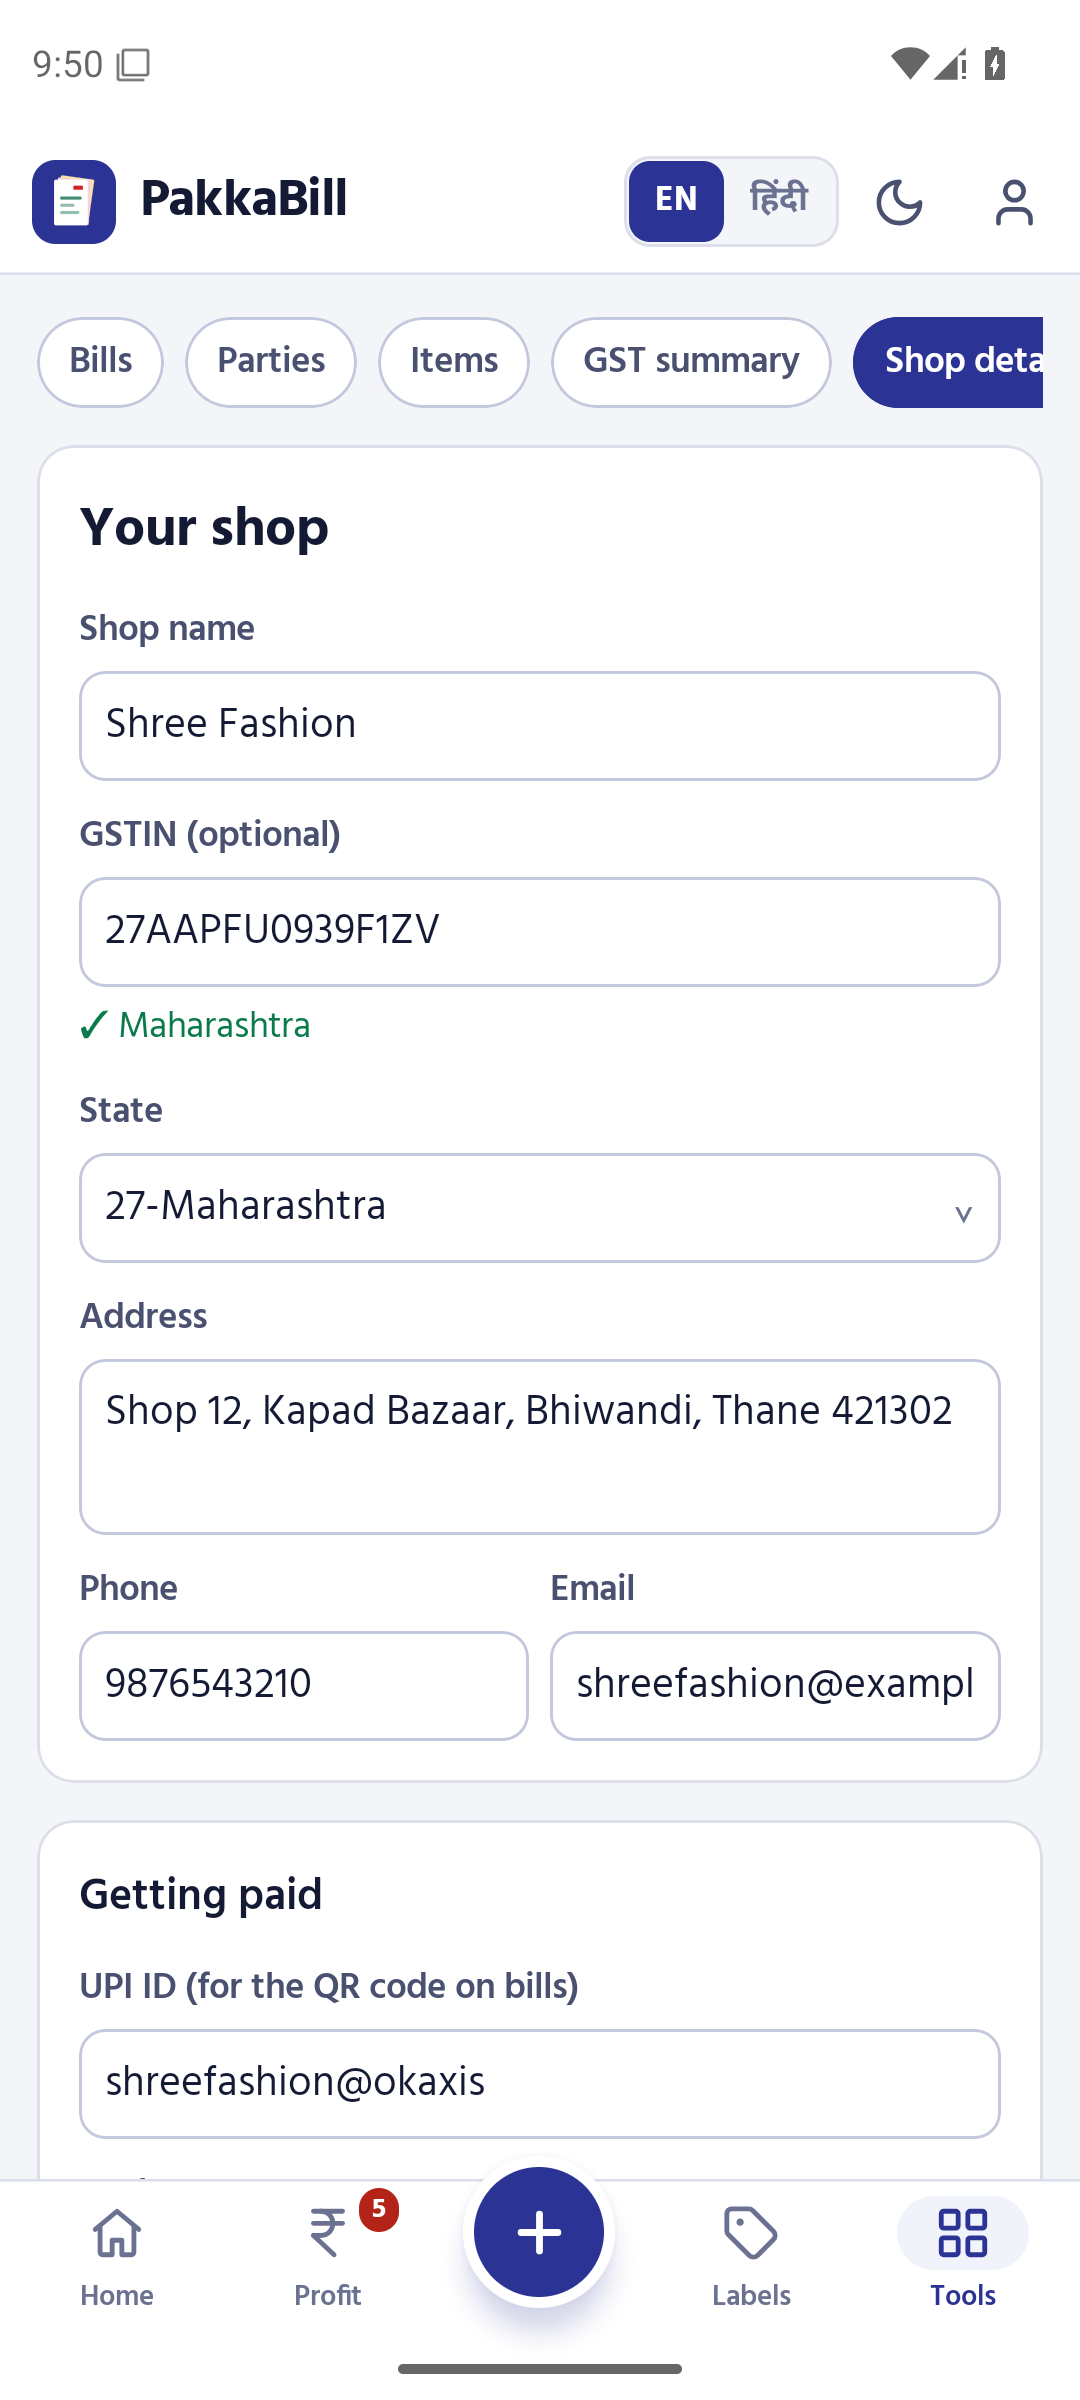 9:50
PakkaBill
EN हिंदी
Bills Parties Items GST summary Shop deta
Your shop
Shop name
Shree Fashion
GSTIN (optional)
27AAPFU0939F1ZV
✓ Maharashtra
State
27-Maharashtra
Address
Shop 12, Kapad Bazaar, Bhiwandi, Thane 421302
Phone Email
9876543210 shreefashion@exampl
Getting paid
UPI ID (for the QR code on bills)
shreefashion@okaxis
5
Home Profit Labels Tools